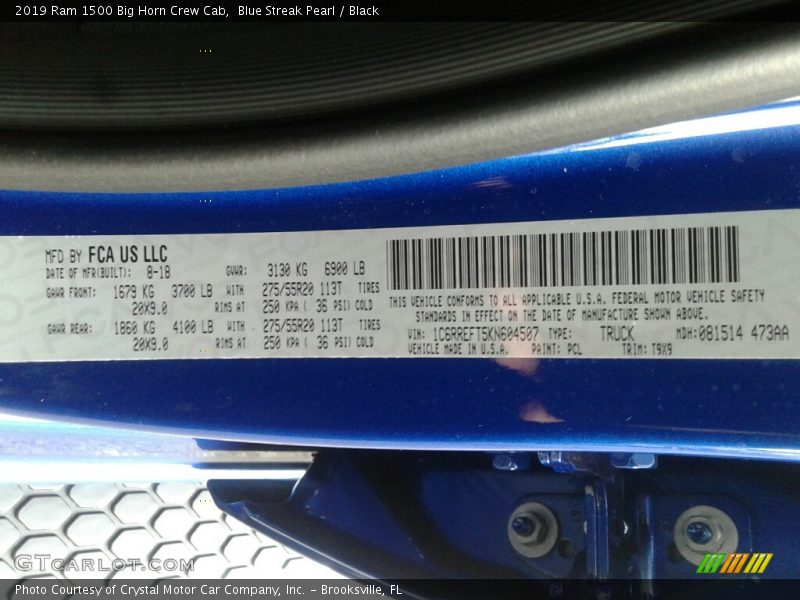 2019 Ram 1500 Big Horn Crew Cab,  Blue Streak Pearl / Black
MFD BY FCA US LLC
DATE OF MFR(BUILT): 8-18 GVWR: 3130 KG 6900 LB
GAWR FRONT: 1679 KG 3700 LB WITH 275/55R20 113T TIRES
20X9.0 RIMS AT 250 KPA ( 36 PSI) COLD
GAWR REAR: 1860 KG 4100 LB WITH 275/55R20 113T TIRES
20X9.0 RIMS AT 250 KPA ( 36 PSI) COLD
THIS VEHICLE CONFORMS TO ALL APPLICABLE U.S.A. FEDERAL MOTOR VEHICLE SAFETY
STANDARDS IN EFFECT ON THE DATE OF MANUFACTURE SHOWN ABOVE.
VIN: 1C6RREFT5KN604507 TYPE: TRUCK MDH:081514 473AA
VEHICLE MADE IN U.S.A. PAINT: PCL TRIM: T9X9
GTCarLot.com
Photo Courtesy of Crystal Motor Car Company, Inc. – Brooksville, FL